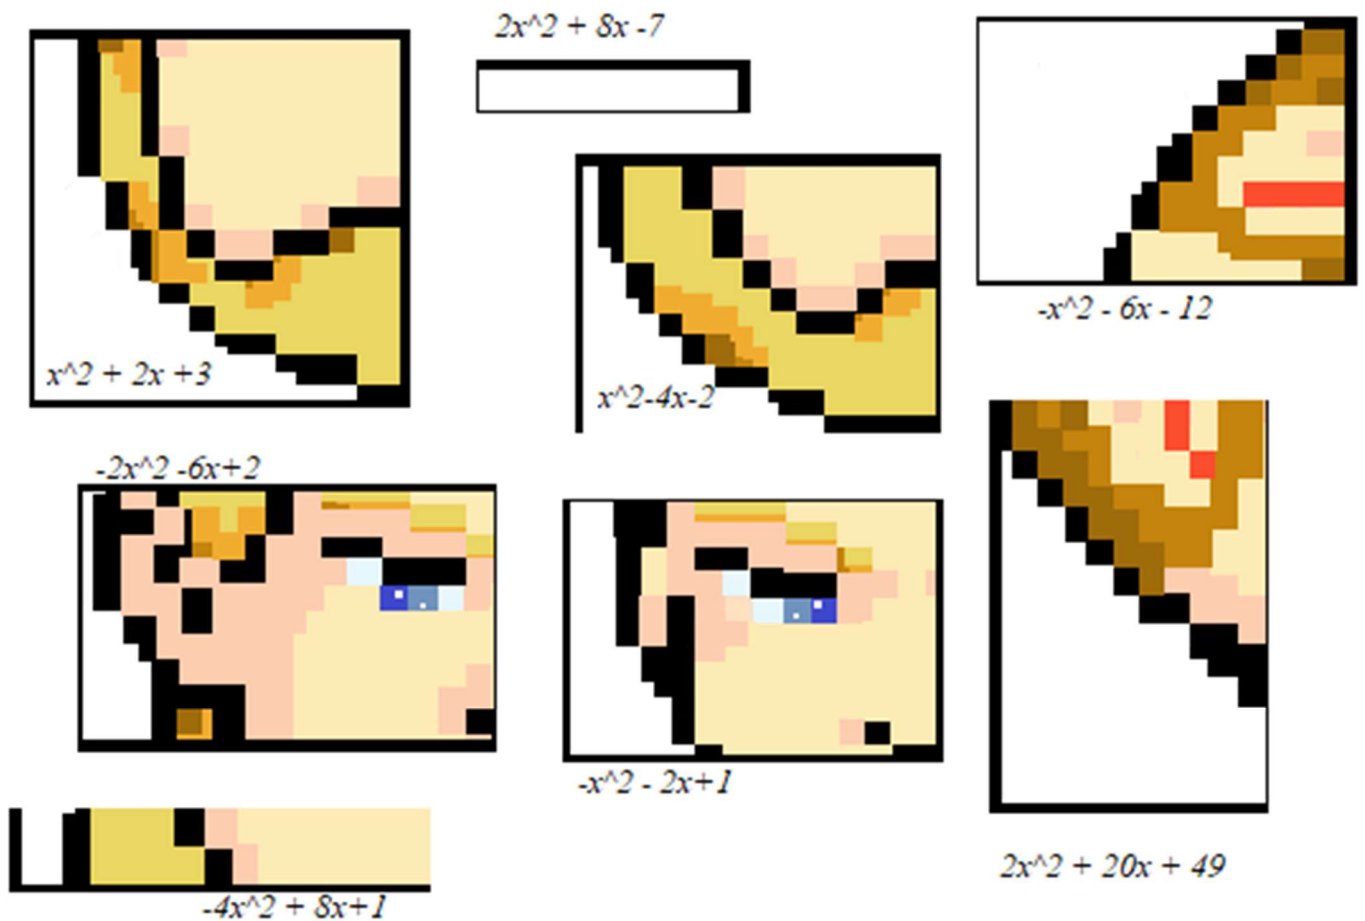 2x^2 + 8x -7
-x^2 - 6x - 12
x^2 + 2x +3
x^2-4x-2
-2x^2 -6x+2
-x^2 - 2x+1
2x^2 + 20x + 49
-4x^2 + 8x+1